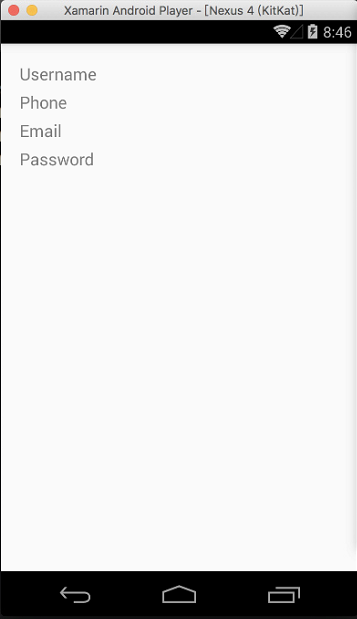 Xamarin Android Player - [Nexus 4 (KitKat)]
8:46
Username
Phone
Email
Password